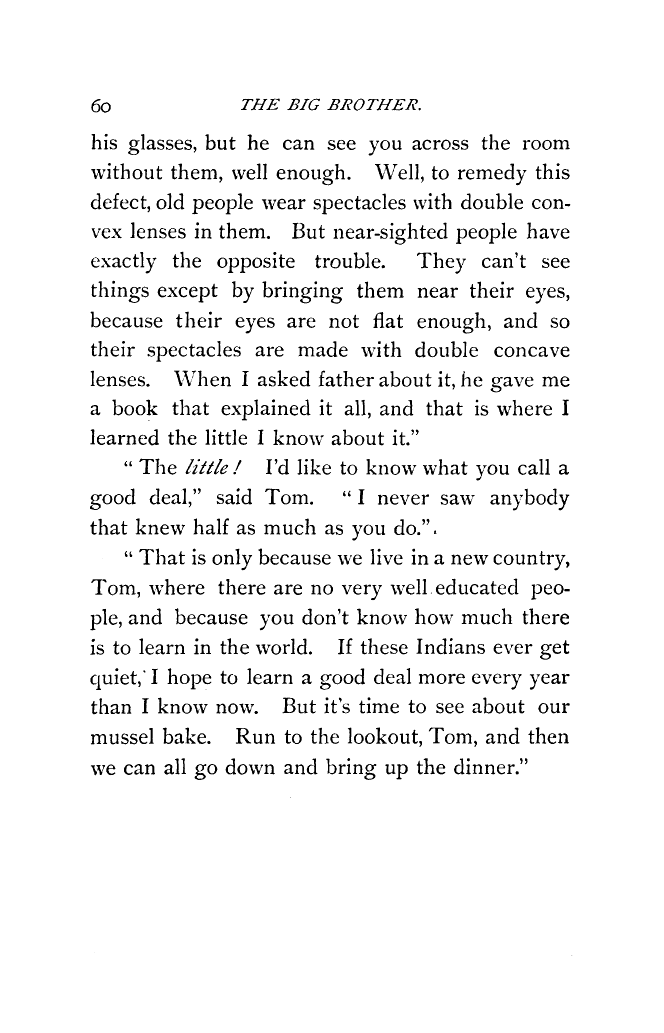 60 THE BIG BROTHER.
his glasses, but he can see you across the room
without them, well enough. Well, to remedy this
defect, old people wear spectacles with double con-
vex lenses in them. But near-sighted people have
exactly the opposite trouble. They can't see
things except by bringing them near their eyes,
because their eyes are not flat enough, and so
their spectacles are made with double concave
lenses. When I asked father about it, he gave me
a book that explained it all, and that is where I
learned the little I know about it."
" The little! I'd like to know what you call a
good deal," said Tom. " I never saw anybody
that knew half as much as you do."
" That is only because we live in a new country,
Tom, where there are no very well educated peo-
ple, and because you don't know how much there
is to learn in the world. If these Indians ever get
quiet, I hope to learn a good deal more every year
than I know now. But it's time to see about our
mussel bake. Run to the lookout, Tom, and then
we can all go down and bring up the dinner."